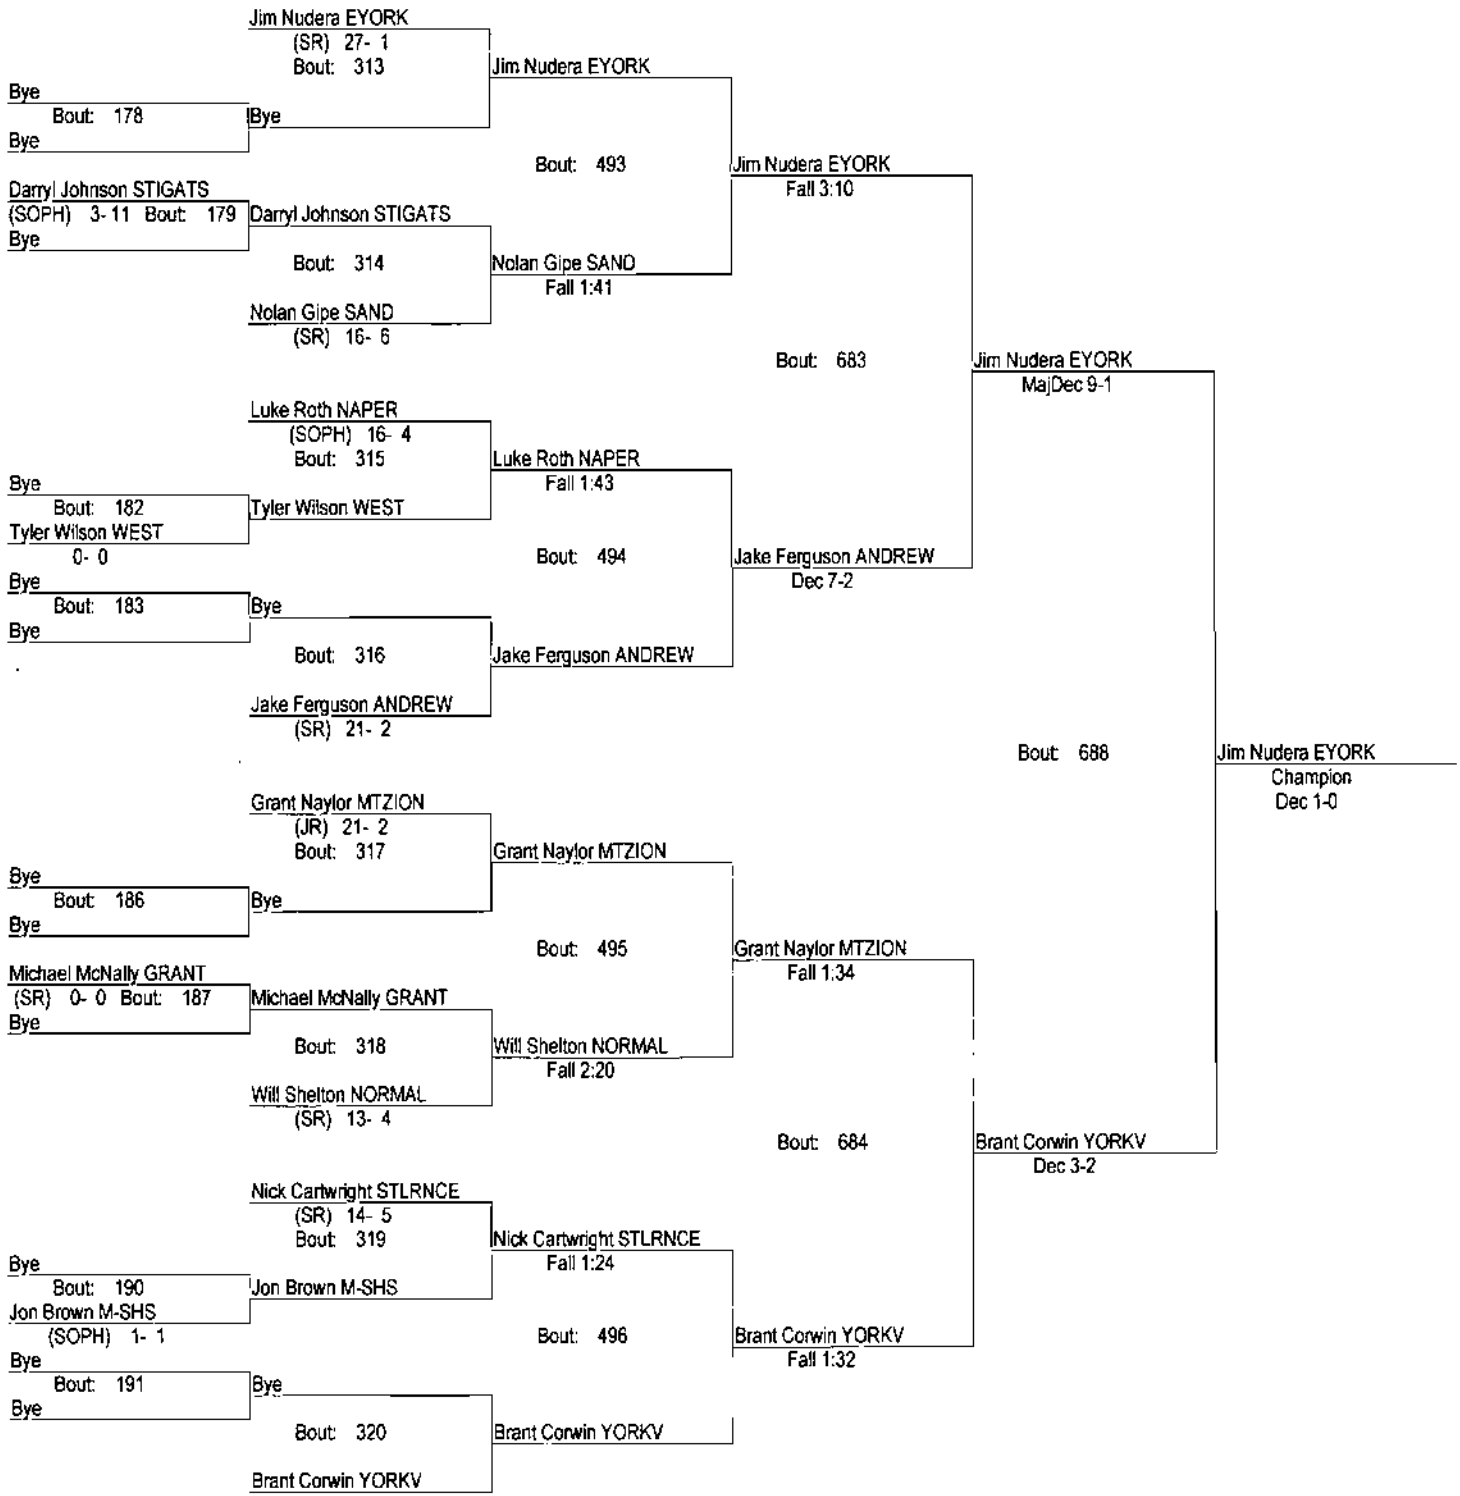 Jim Nudera EYORK
(SR) 27- 1
Bout: 313
Jim Nudera EYORK
Bye
Bout: 178
Bye
Bye
Bout: 493
Jim Nudera EYORK
Fall 3:10
Darryl Johnson STIGATS
(SOPH) 3- 11 Bout: 179
Darryl Johnson STIGATS
Bye
Bout: 314
Nolan Gipe SAND
Fall 1:41
Nolan Gipe SAND
(SR) 16- 6
Bout: 683
Jim Nudera EYORK
MajDec 9-1
Luke Roth NAPER
(SOPH) 16- 4
Bout: 315
Luke Roth NAPER
Fall 1:43
Bye
Bout: 182
Tyler Wilson WEST
Tyler Wilson WEST
0- 0
Bout: 494
Jake Ferguson ANDREW
Dec 7-2
Bye
Bout: 183
Bye
Bye
Bout: 316
Jake Ferguson ANDREW
Jake Ferguson ANDREW
(SR) 21- 2
Bout: 688
Jim Nudera EYORK
Champion
Dec 1-0
Grant Naylor MTZION
(JR) 21- 2
Bout: 317
Grant Naylor MTZION
Bye
Bout: 186
Bye
Bye
Bout: 495
Grant Naylor MTZION
Fall 1:34
Michael McNally GRANT
(SR) 0- 0 Bout: 187
Michael McNally GRANT
Bye
Bout: 318
Will Shelton NORMAL
Fall 2:20
Will Shelton NORMAL
(SR) 13- 4
Bout: 684
Brant Corwin YORKV
Dec 3-2
Nick Cartwright STLRNCE
(SR) 14- 5
Bout: 319
Nick Cartwright STLRNCE
Fall 1:24
Bye
Bout: 190
Jon Brown M-SHS
Jon Brown M-SHS
(SOPH) 1- 1
Bout: 496
Brant Corwin YORKV
Fall 1:32
Bye
Bout: 191
Bye
Bye
Bout: 320
Brant Corwin YORKV
Brant Corwin YORKV